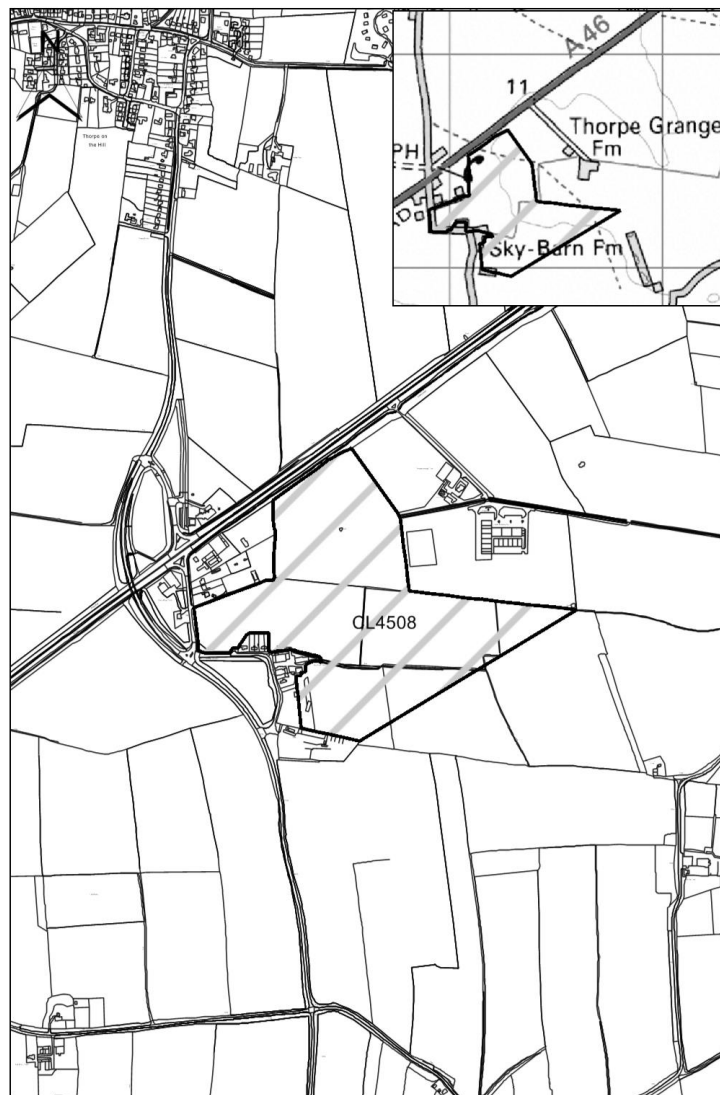 N
Thorpe on
the Hill
A 46
11
Thorpe Grange
Fm
PH
Sky-Barn Fm
CL4508